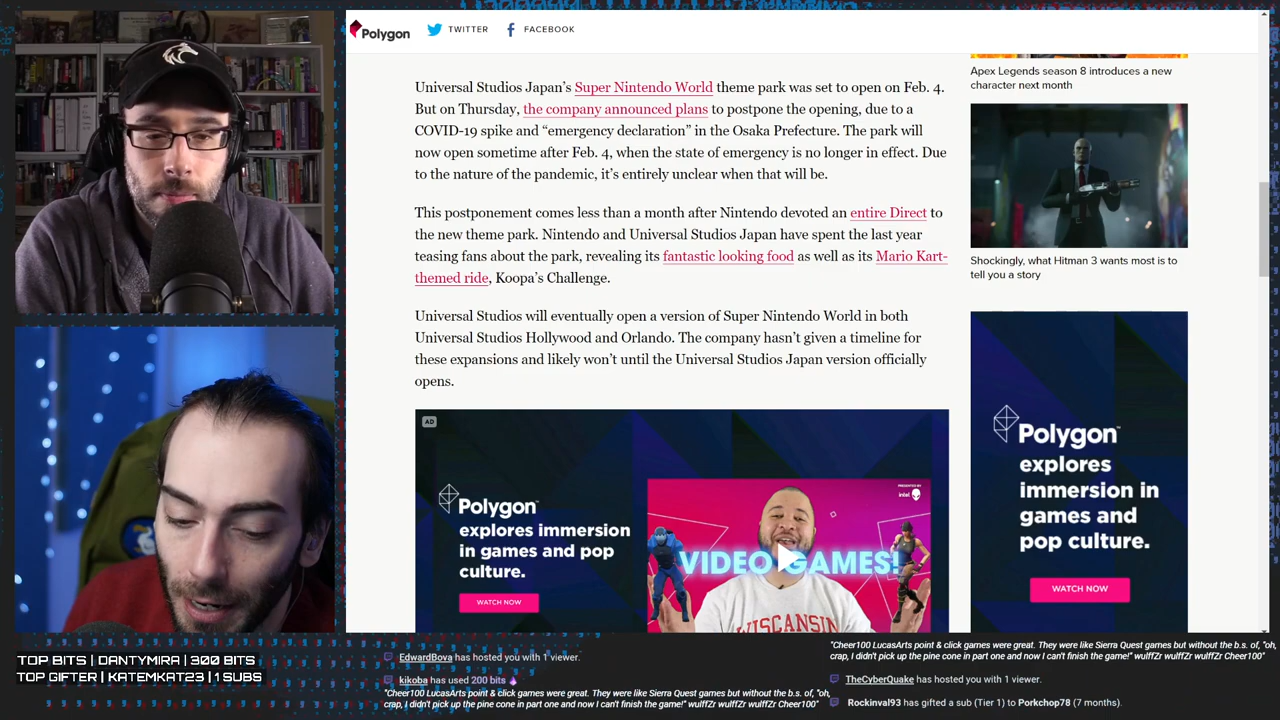 Polygon
TWITTER
FACEBOOK
Universal Studios Japan’s Super Nintendo World theme park was set to open on Feb. 4.
But on Thursday, the company announced plans to postpone the opening, due to a
COVID-19 spike and “emergency declaration” in the Osaka Prefecture. The park will
now open sometime after Feb. 4, when the state of emergency is no longer in effect. Due
to the nature of the pandemic, it’s entirely unclear when that will be.
This postponement comes less than a month after Nintendo devoted an entire Direct to
the new theme park. Nintendo and Universal Studios Japan have spent the last year
teasing fans about the park, revealing its fantastic looking food as well as its Mario Kart-
themed ride, Koopa’s Challenge.
Universal Studios will eventually open a version of Super Nintendo World in both
Universal Studios Hollywood and Orlando. The company hasn’t given a timeline for
these expansions and likely won’t until the Universal Studios Japan version officially
opens.
AD
Polygon
explores immersion
in games and pop
culture.
WATCH NOW
PRESENTED BY
intel
VIDEO GAMES!
WISCANSIN
Apex Legends season 8 introduces a new
character next month
Shockingly, what Hitman 3 wants most is to
tell you a story
Polygon
explores
immersion in
games and
pop culture.
WATCH NOW
TOP BITS | DANTYMIRA | 300 BITS
TOP GIFTER | KATEMKAT23 | 1 SUBS
EdwardBova has hosted you with 1 viewer.
kikoba has used 200 bits
"Cheer100 LucasArts point & click games were great. They were like Sierra Quest games but without the b.s. of, "oh,
crap, I didn't pick up the pine cone in part one and now I can't finish the game!" wulffZr wulffZr wulffZr Cheer100"
"Cheer100 LucasArts point & click games were great. They were like Sierra Quest games but without the b.s. of, "oh,
crap, I didn't pick up the pine cone in part one and now I can't finish the game!" wulffZr wulffZr wulffZr Cheer100"
TheCyberQuake has hosted you with 1 viewer.
Rockinval93 has gifted a sub (Tier 1) to Porkchop78 (7 months).